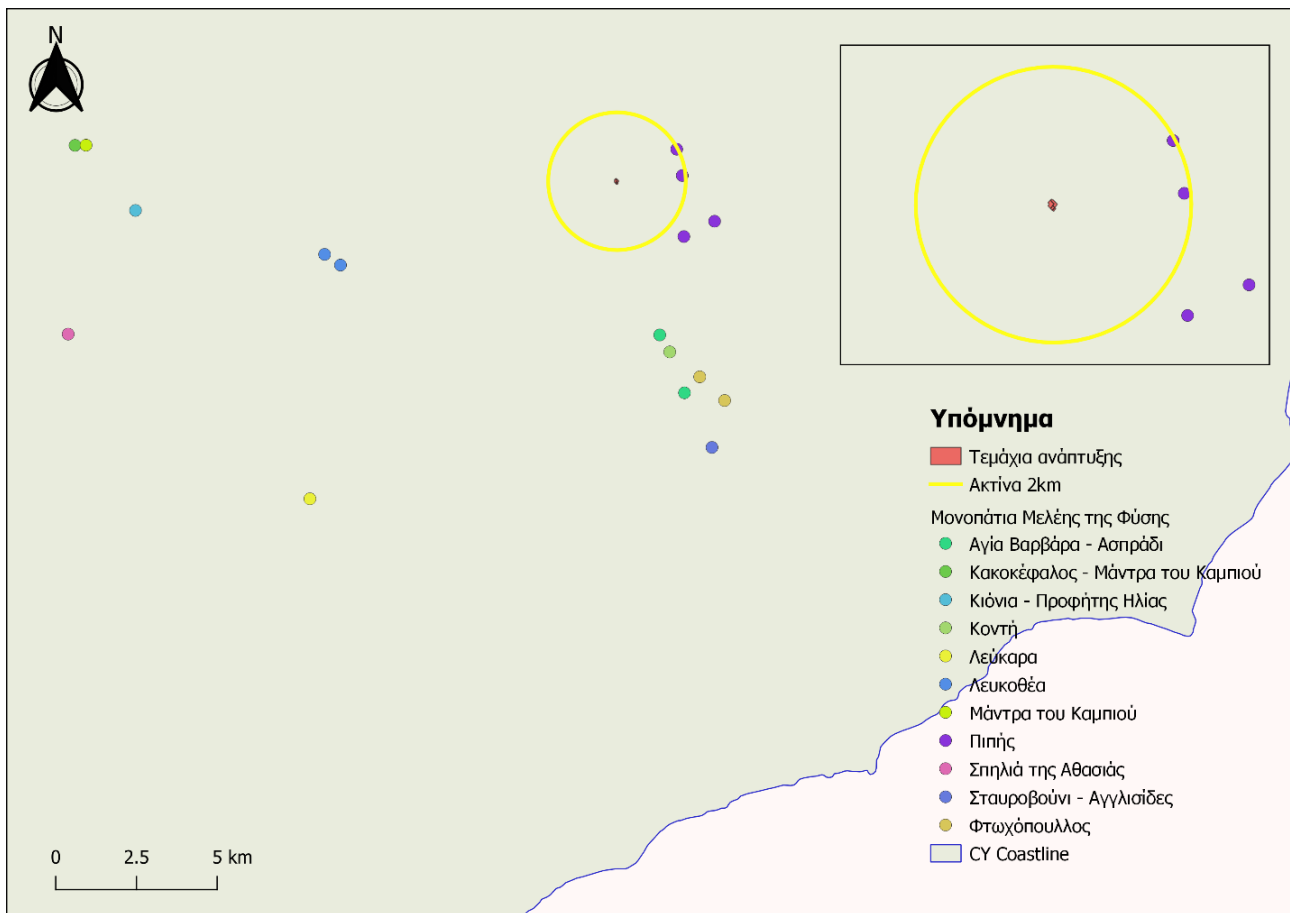 N
Υπόμνημα
Τεμάχια ανάπτυξης
Ακτίνα 2km
Μονοπάτια Μελέης της Φύσης
Αγία Βαρβάρα - Ασπράδι
Κακοκέφαλος - Μάντρα του Καμπιού
Κιόνια - Προφήτης Ηλίας
Κοντή
Λεύκαρα
Λευκοθέα
Μάντρα του Καμπιού
Πιπής
Σπηλιά της Αθασιάς
Σταυροβούνι - Αγγλισίδες
Φτωχόπουλλος
CY Coastline
0 2.5 5 km